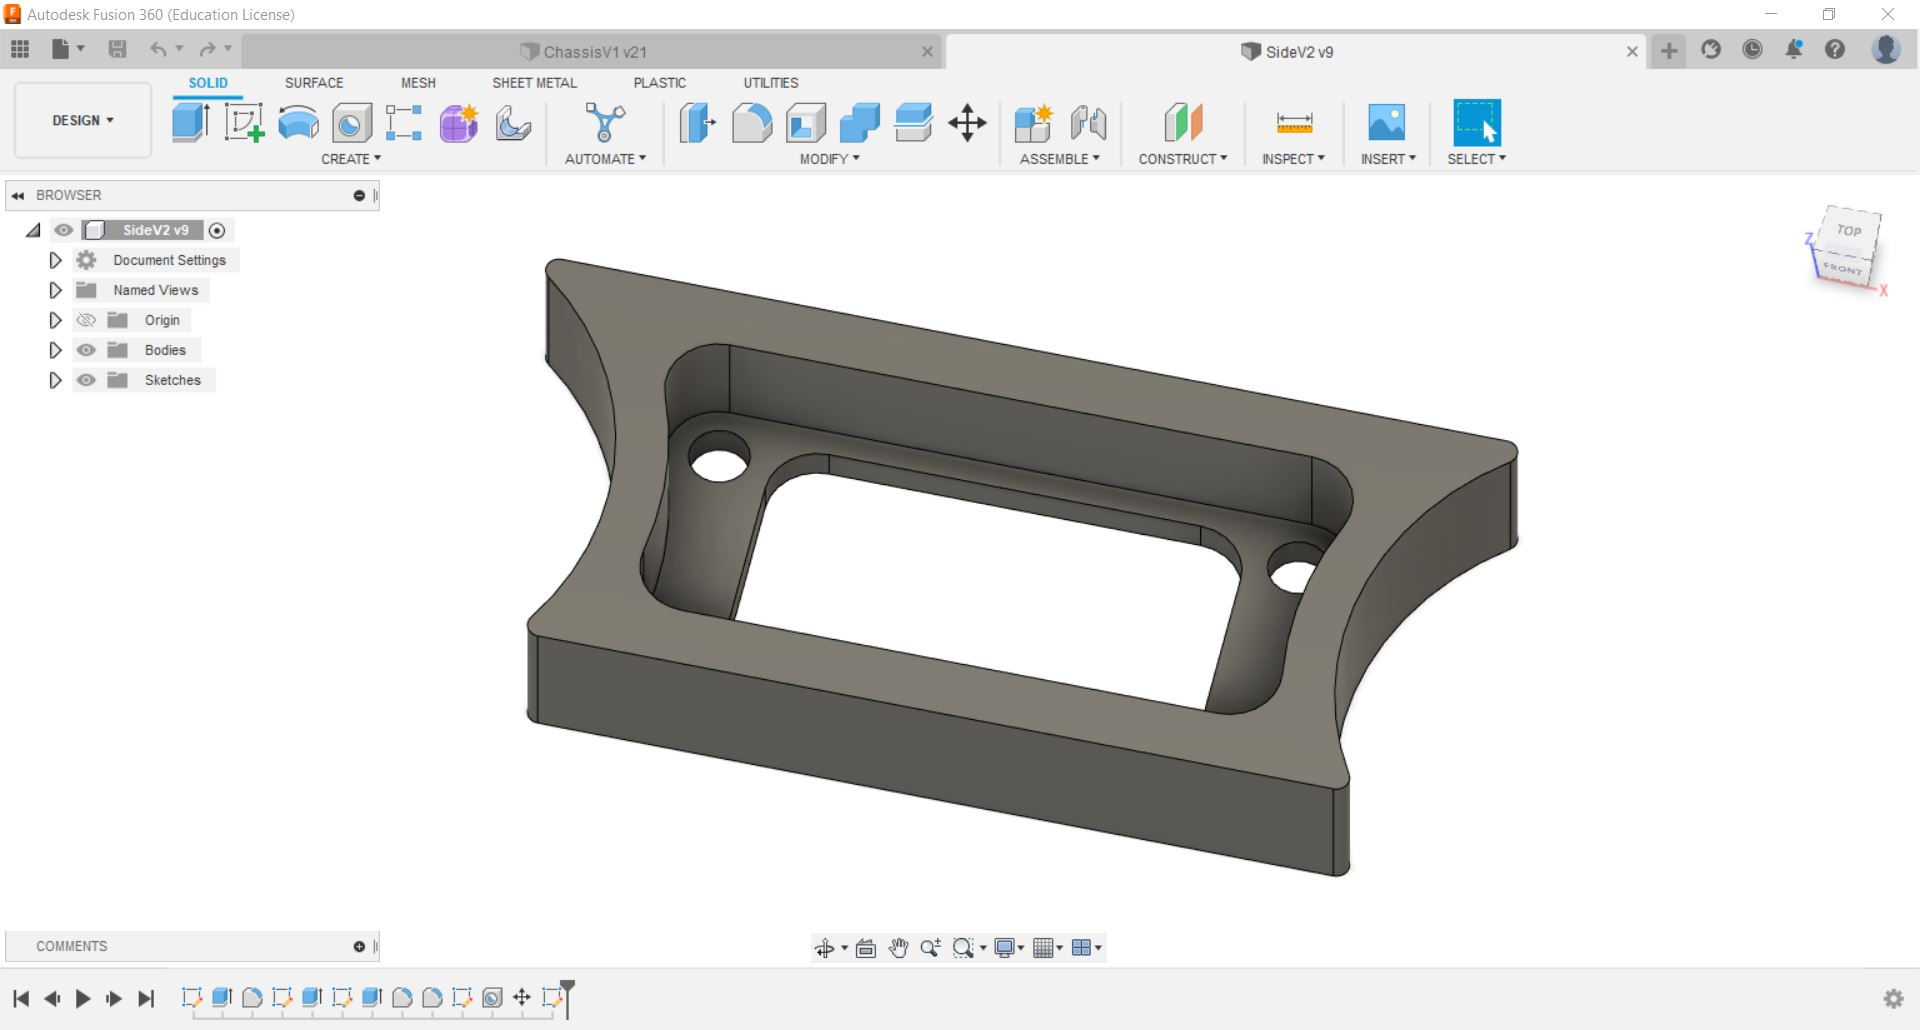 Autodesk Fusion 360 (Education License)
ChassisV1 v21
SideV2 v9
SOLID SURFACE MESH SHEET METAL PLASTIC UTILITIES
DESIGN
CREATE AUTOMATE MODIFY ASSEMBLE CONSTRUCT INSPECT INSERT SELECT
BROWSER
SideV2 v9
Document Settings
Named Views
Origin
Bodies
Sketches
TOP
FRONT
Z
X
COMMENTS